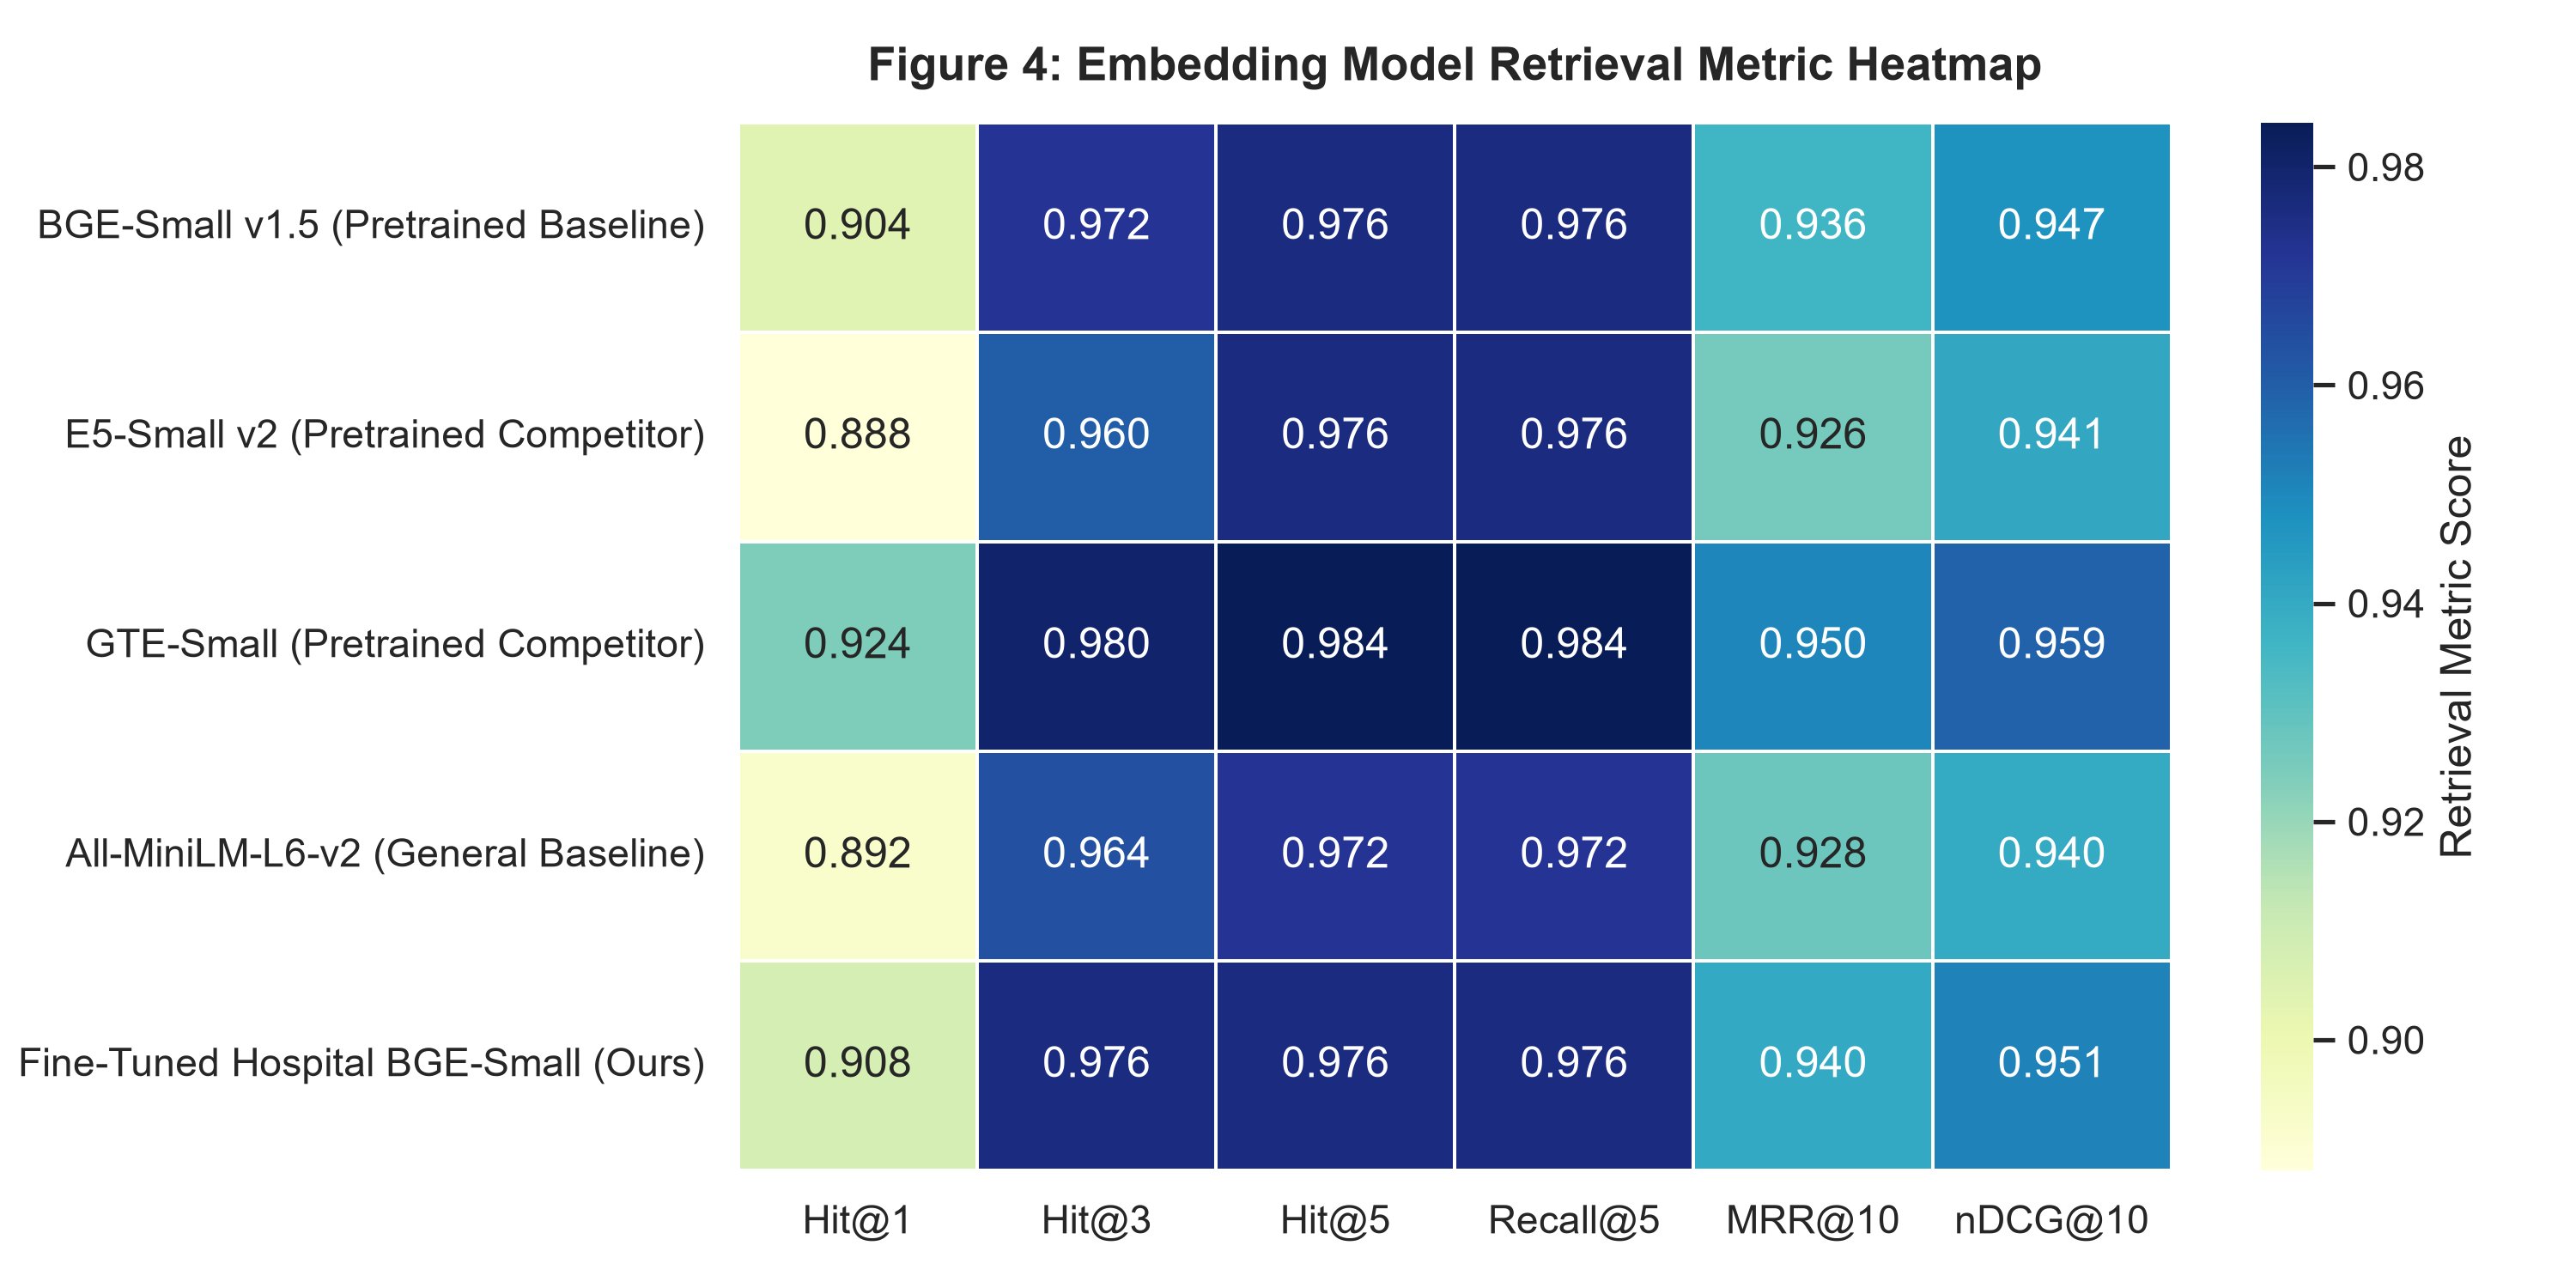 Figure 4: Embedding Model Retrieval Metric Heatmap
BGE-Small v1.5 (Pretrained Baseline) 0.904 0.972 0.976 0.976 0.936 0.947
E5-Small v2 (Pretrained Competitor) 0.888 0.960 0.976 0.976 0.926 0.941
GTE-Small (Pretrained Competitor) 0.924 0.980 0.984 0.984 0.950 0.959
All-MiniLM-L6-v2 (General Baseline) 0.892 0.964 0.972 0.972 0.928 0.940
Fine-Tuned Hospital BGE-Small (Ours) 0.908 0.976 0.976 0.976 0.940 0.951
Hit@1 Hit@3 Hit@5 Recall@5 MRR@10 nDCG@10
0.98
0.96
0.94
0.92
0.90
Retrieval Metric Score